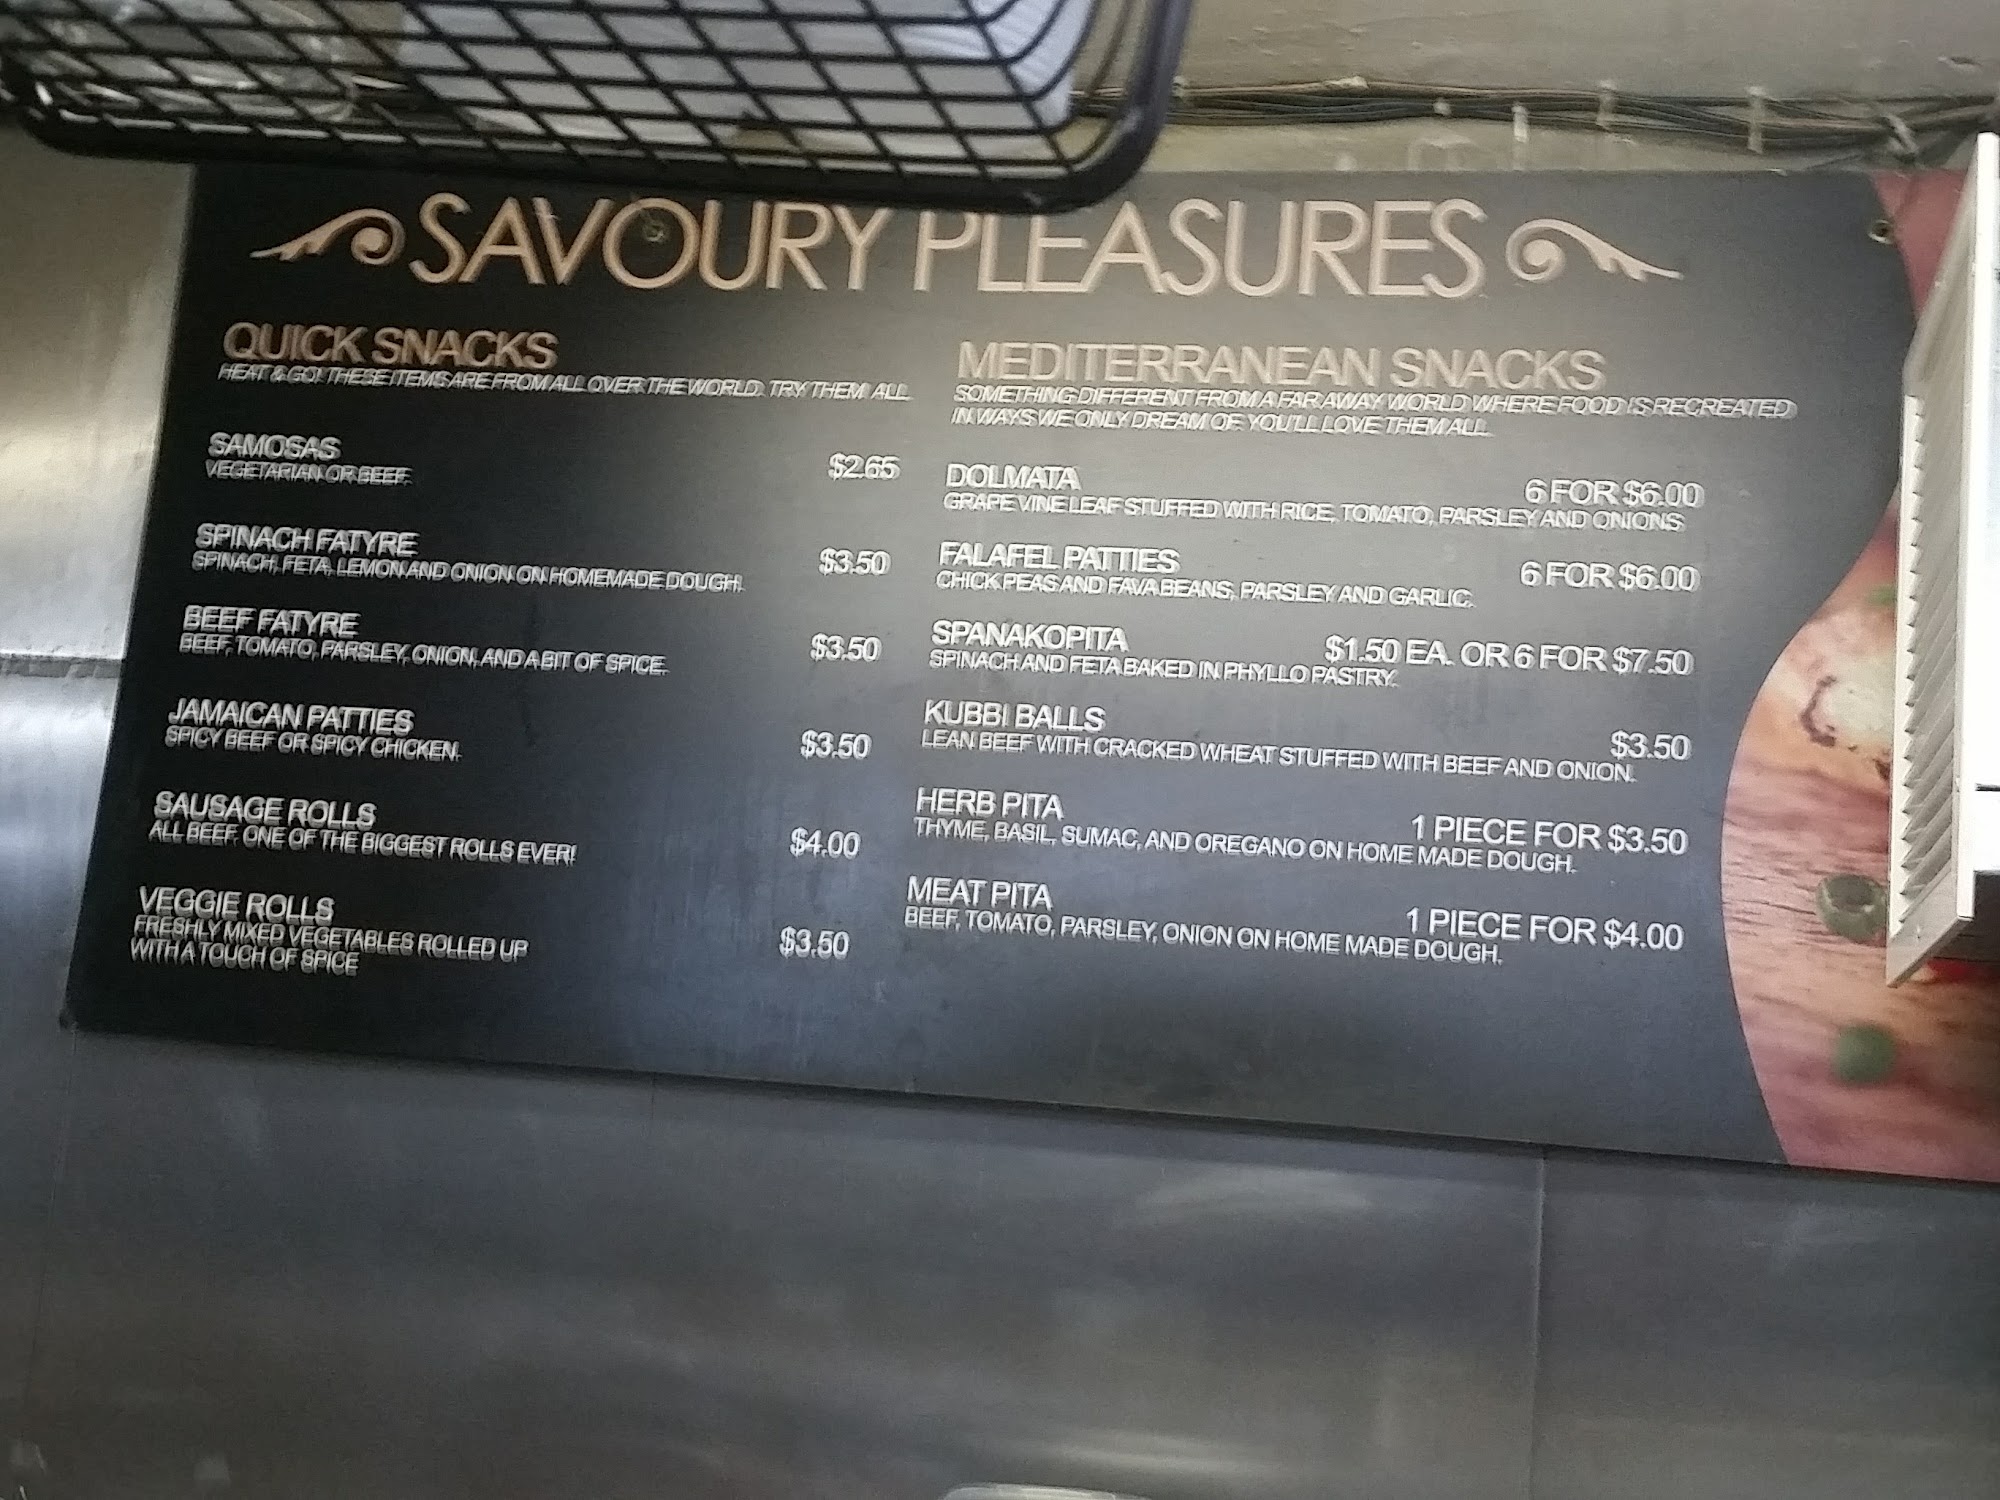 SAVOURY PLEASURES
QUICK SNACKS
HEAT & GO! THESE ITEMS ARE FROM ALL OVER THE WORLD. TRY THEM ALL.
SAMOSAS
VEGETARIAN OR BEEF.
$2.65
SPINACH FATYRE
SPINACH, FETA, LEMON AND ONION ON HOMEMADE DOUGH.
$3.50
BEEF FATYRE
BEEF, TOMATO, PARSLEY, ONION, AND A BIT OF SPICE.
$3.50
JAMAICAN PATTIES
SPICY BEEF OR SPICY CHICKEN.
$3.50
SAUSAGE ROLLS
ALL BEEF. ONE OF THE BIGGEST ROLLS EVER!
$4.00
VEGGIE ROLLS
FRESHLY MIXED VEGETABLES ROLLED UP
WITH A TOUCH OF SPICE
$3.50
MEDITERRANEAN SNACKS
SOMETHING DIFFERENT FROM A FAR AWAY WORLD WHERE FOOD IS RECREATED
IN WAYS WE ONLY DREAM OF. YOU'LL LOVE THEM ALL.
DOLMATA 6 FOR $6.00
GRAPE VINE LEAF STUFFED WITH RICE, TOMATO, PARSLEY AND ONIONS
FALAFEL PATTIES 6 FOR $6.00
CHICK PEAS AND FAVA BEANS, PARSLEY AND GARLIC.
SPANAKOPITA $1.50 EA. OR 6 FOR $7.50
SPINACH AND FETA BAKED IN PHYLLO PASTRY.
KUBBI BALLS $3.50
LEAN BEEF WITH CRACKED WHEAT STUFFED WITH BEEF AND ONION.
HERB PITA 1 PIECE FOR $3.50
THYME, BASIL, SUMAC, AND OREGANO ON HOME MADE DOUGH.
MEAT PITA 1 PIECE FOR $4.00
BEEF, TOMATO, PARSLEY, ONION ON HOME MADE DOUGH.